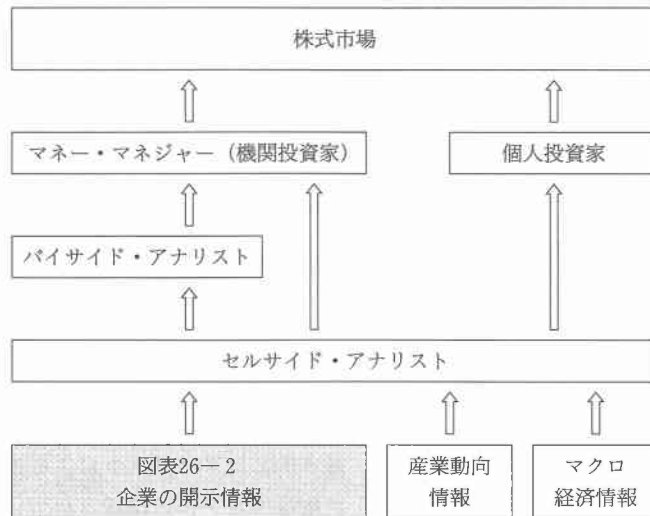 株式市場
マネー・マネジャー（機関投資家）
個人投資家
バイサイド・アナリスト
セルサイド・アナリスト
図表26－2
企業の開示情報
産業動向
情報
マクロ
経済情報